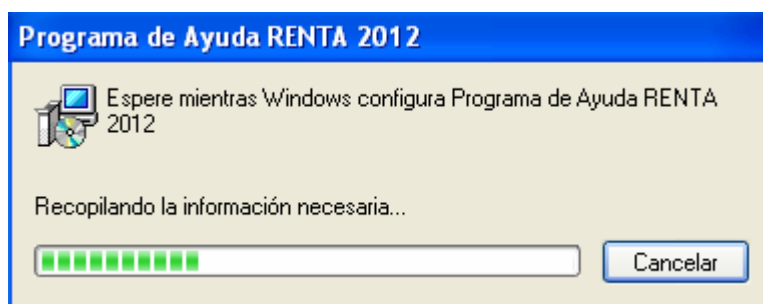 Programa de Ayuda RENTA 2012
Espere mientras Windows configura Programa de Ayuda RENTA
2012
Recopilando la información necesaria...
Cancelar